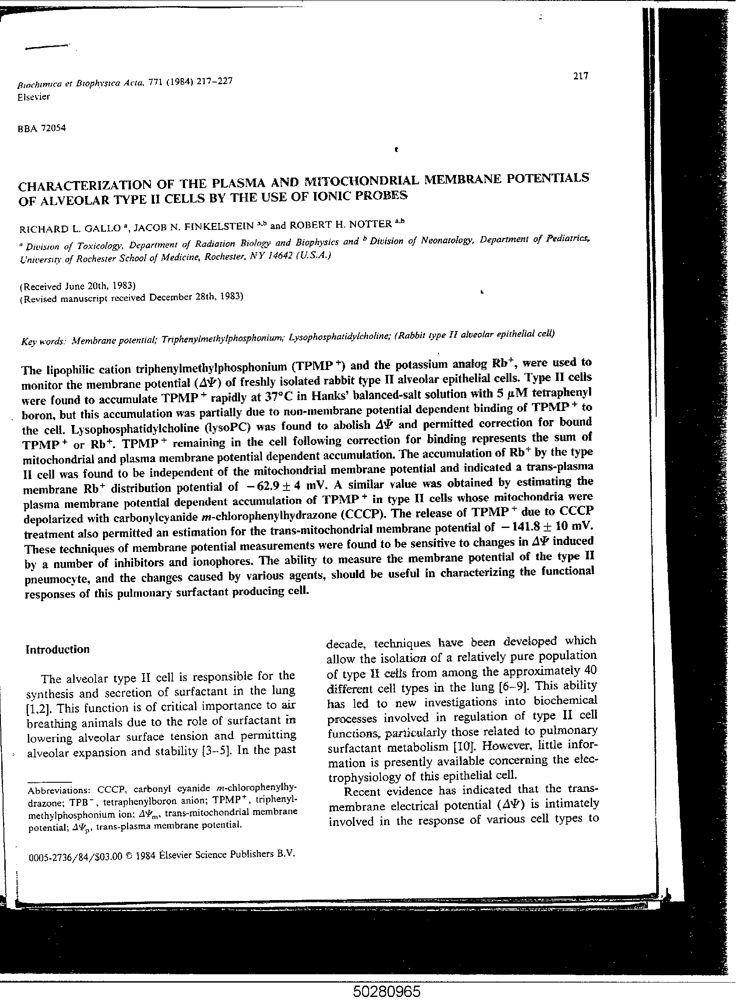 Biochimica et Biophysica Acta, 771 (1984) 217–227
217
Elsevier
BBA 72054
CHARACTERIZATION OF THE PLASMA AND MITOCHONDRIAL MEMBRANE POTENTIALS
OF ALVEOLAR TYPE II CELLS BY THE USE OF IONIC PROBES
RICHARD L. GALLO ᵃ, JACOB N. FINKELSTEIN ᵃ,ᵇ and ROBERT H. NOTTER ᵃ,ᵇ
ᵃ Division of Toxicology, Department of Radiation Biology and Biophysics and ᵇ Division of Neonatology, Department of Pediatrics,
University of Rochester School of Medicine, Rochester, NY 14642 (U.S.A.)
(Received June 20th, 1983)
(Revised manuscript received December 28th, 1983)
Key words: Membrane potential; Triphenylmethylphosphonium; Lysophosphatidylcholine; (Rabbit type II alveolar epithelial cell)
The lipophilic cation triphenylmethylphosphonium (TPMP⁺) and the potassium analog Rb⁺, were used to
monitor the membrane potential (ΔΨ) of freshly isolated rabbit type II alveolar epithelial cells. Type II cells
were found to accumulate TPMP⁺ rapidly at 37°C in Hanks' balanced-salt solution with 5 μM tetraphenyl
boron, but this accumulation was partially due to non-membrane potential dependent binding of TPMP⁺ to
the cell. Lysophosphatidylcholine (lysoPC) was found to abolish ΔΨ and permitted correction for bound
TPMP⁺ or Rb⁺. TPMP⁺ remaining in the cell following correction for binding represents the sum of
mitochondrial and plasma membrane potential dependent accumulation. The accumulation of Rb⁺ by the type
II cell was found to be independent of the mitochondrial membrane potential and indicated a trans-plasma
membrane Rb⁺ distribution potential of −62.9 ± 4 mV. A similar value was obtained by estimating the
plasma membrane potential dependent accumulation of TPMP⁺ in type II cells whose mitochondria were
depolarized with carbonylcyanide m-chlorophenylhydrazone (CCCP). The release of TPMP⁺ due to CCCP
treatment also permitted an estimation for the trans-mitochondrial membrane potential of −141.8 ± 10 mV.
These techniques of membrane potential measurements were found to be sensitive to changes in ΔΨ induced
by a number of inhibitors and ionophores. The ability to measure the membrane potential of the type II
pneumocyte, and the changes caused by various agents, should be useful in characterizing the functional
responses of this pulmonary surfactant producing cell.
Introduction
The alveolar type II cell is responsible for the
synthesis and secretion of surfactant in the lung
[1,2]. This function is of critical importance to air
breathing animals due to the role of surfactant in
lowering alveolar surface tension and permitting
alveolar expansion and stability [3–5]. In the past
Abbreviations: CCCP, carbonyl cyanide m-chlorophenylhy-
drazone; TPB⁻, tetraphenylboron anion; TPMP⁺, triphenyl-
methylphosphonium ion; ΔΨₘ, trans-mitochondrial membrane
potential; ΔΨₚ, trans-plasma membrane potential.
0005-2736/84/$03.00 © 1984 Elsevier Science Publishers B.V.
decade, techniques have been developed which
allow the isolation of a relatively pure population
of type II cells from among the approximately 40
different cell types in the lung [6–9]. This ability
has led to new investigations into biochemical
processes involved in regulation of type II cell
functions, particularly those related to pulmonary
surfactant metabolism [10]. However, little infor-
mation is presently available concerning the elec-
trophysiology of this epithelial cell.
Recent evidence has indicated that the trans-
membrane electrical potential (ΔΨ) is intimately
involved in the response of various cell types to
50280965